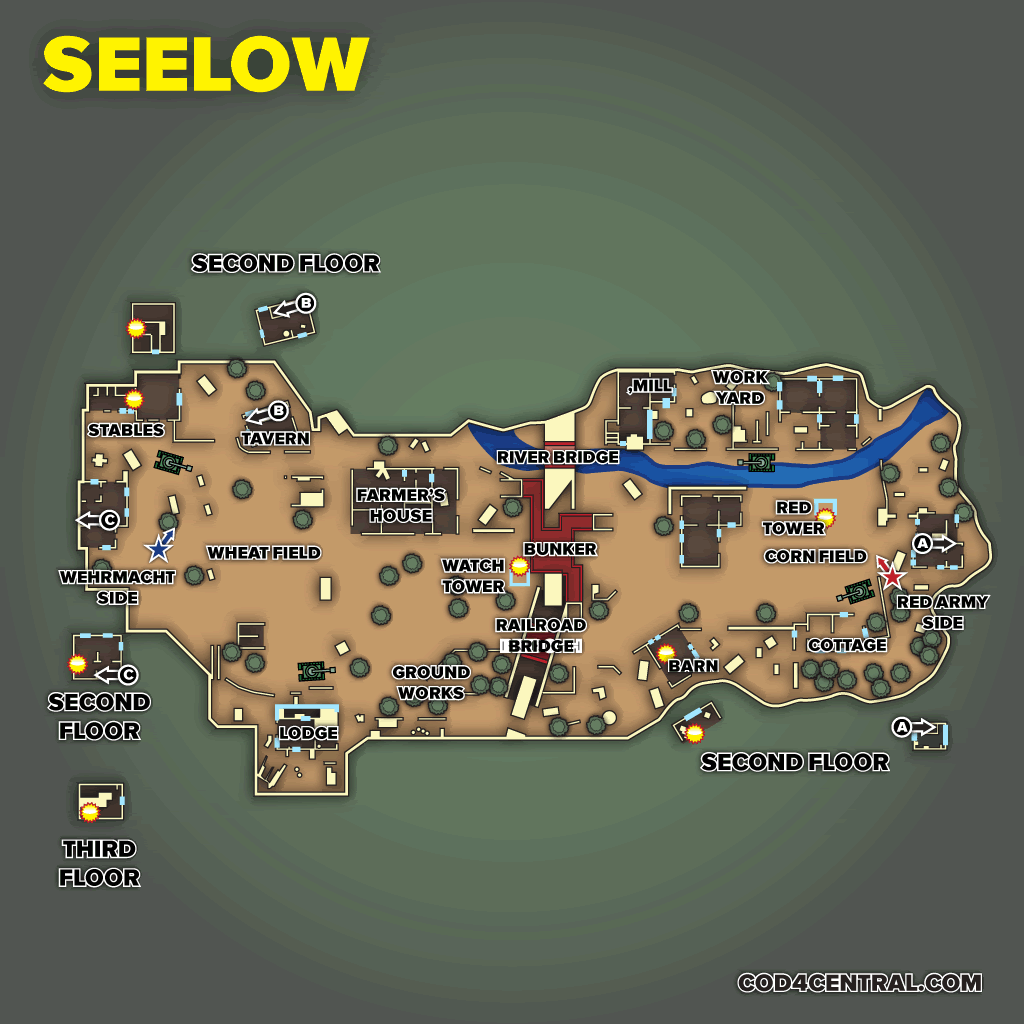 SEELOW
SECOND FLOOR
B
B
STABLES
TAVERN
,MILL
WORK
YARD
RIVER BRIDGE
FARMER'S
HOUSE
C
WHEAT FIELD
BUNKER
RED
TOWER
A
CORN FIELD
WATCH
TOWER
WEHRMACHT
SIDE
RED ARMY
SIDE
RAILROAD
BRIDGE
COTTAGE
BARN
GROUND
WORKS
C
SECOND
FLOOR
LODGE
A
SECOND FLOOR
THIRD
FLOOR
COD4CENTRAL.COM